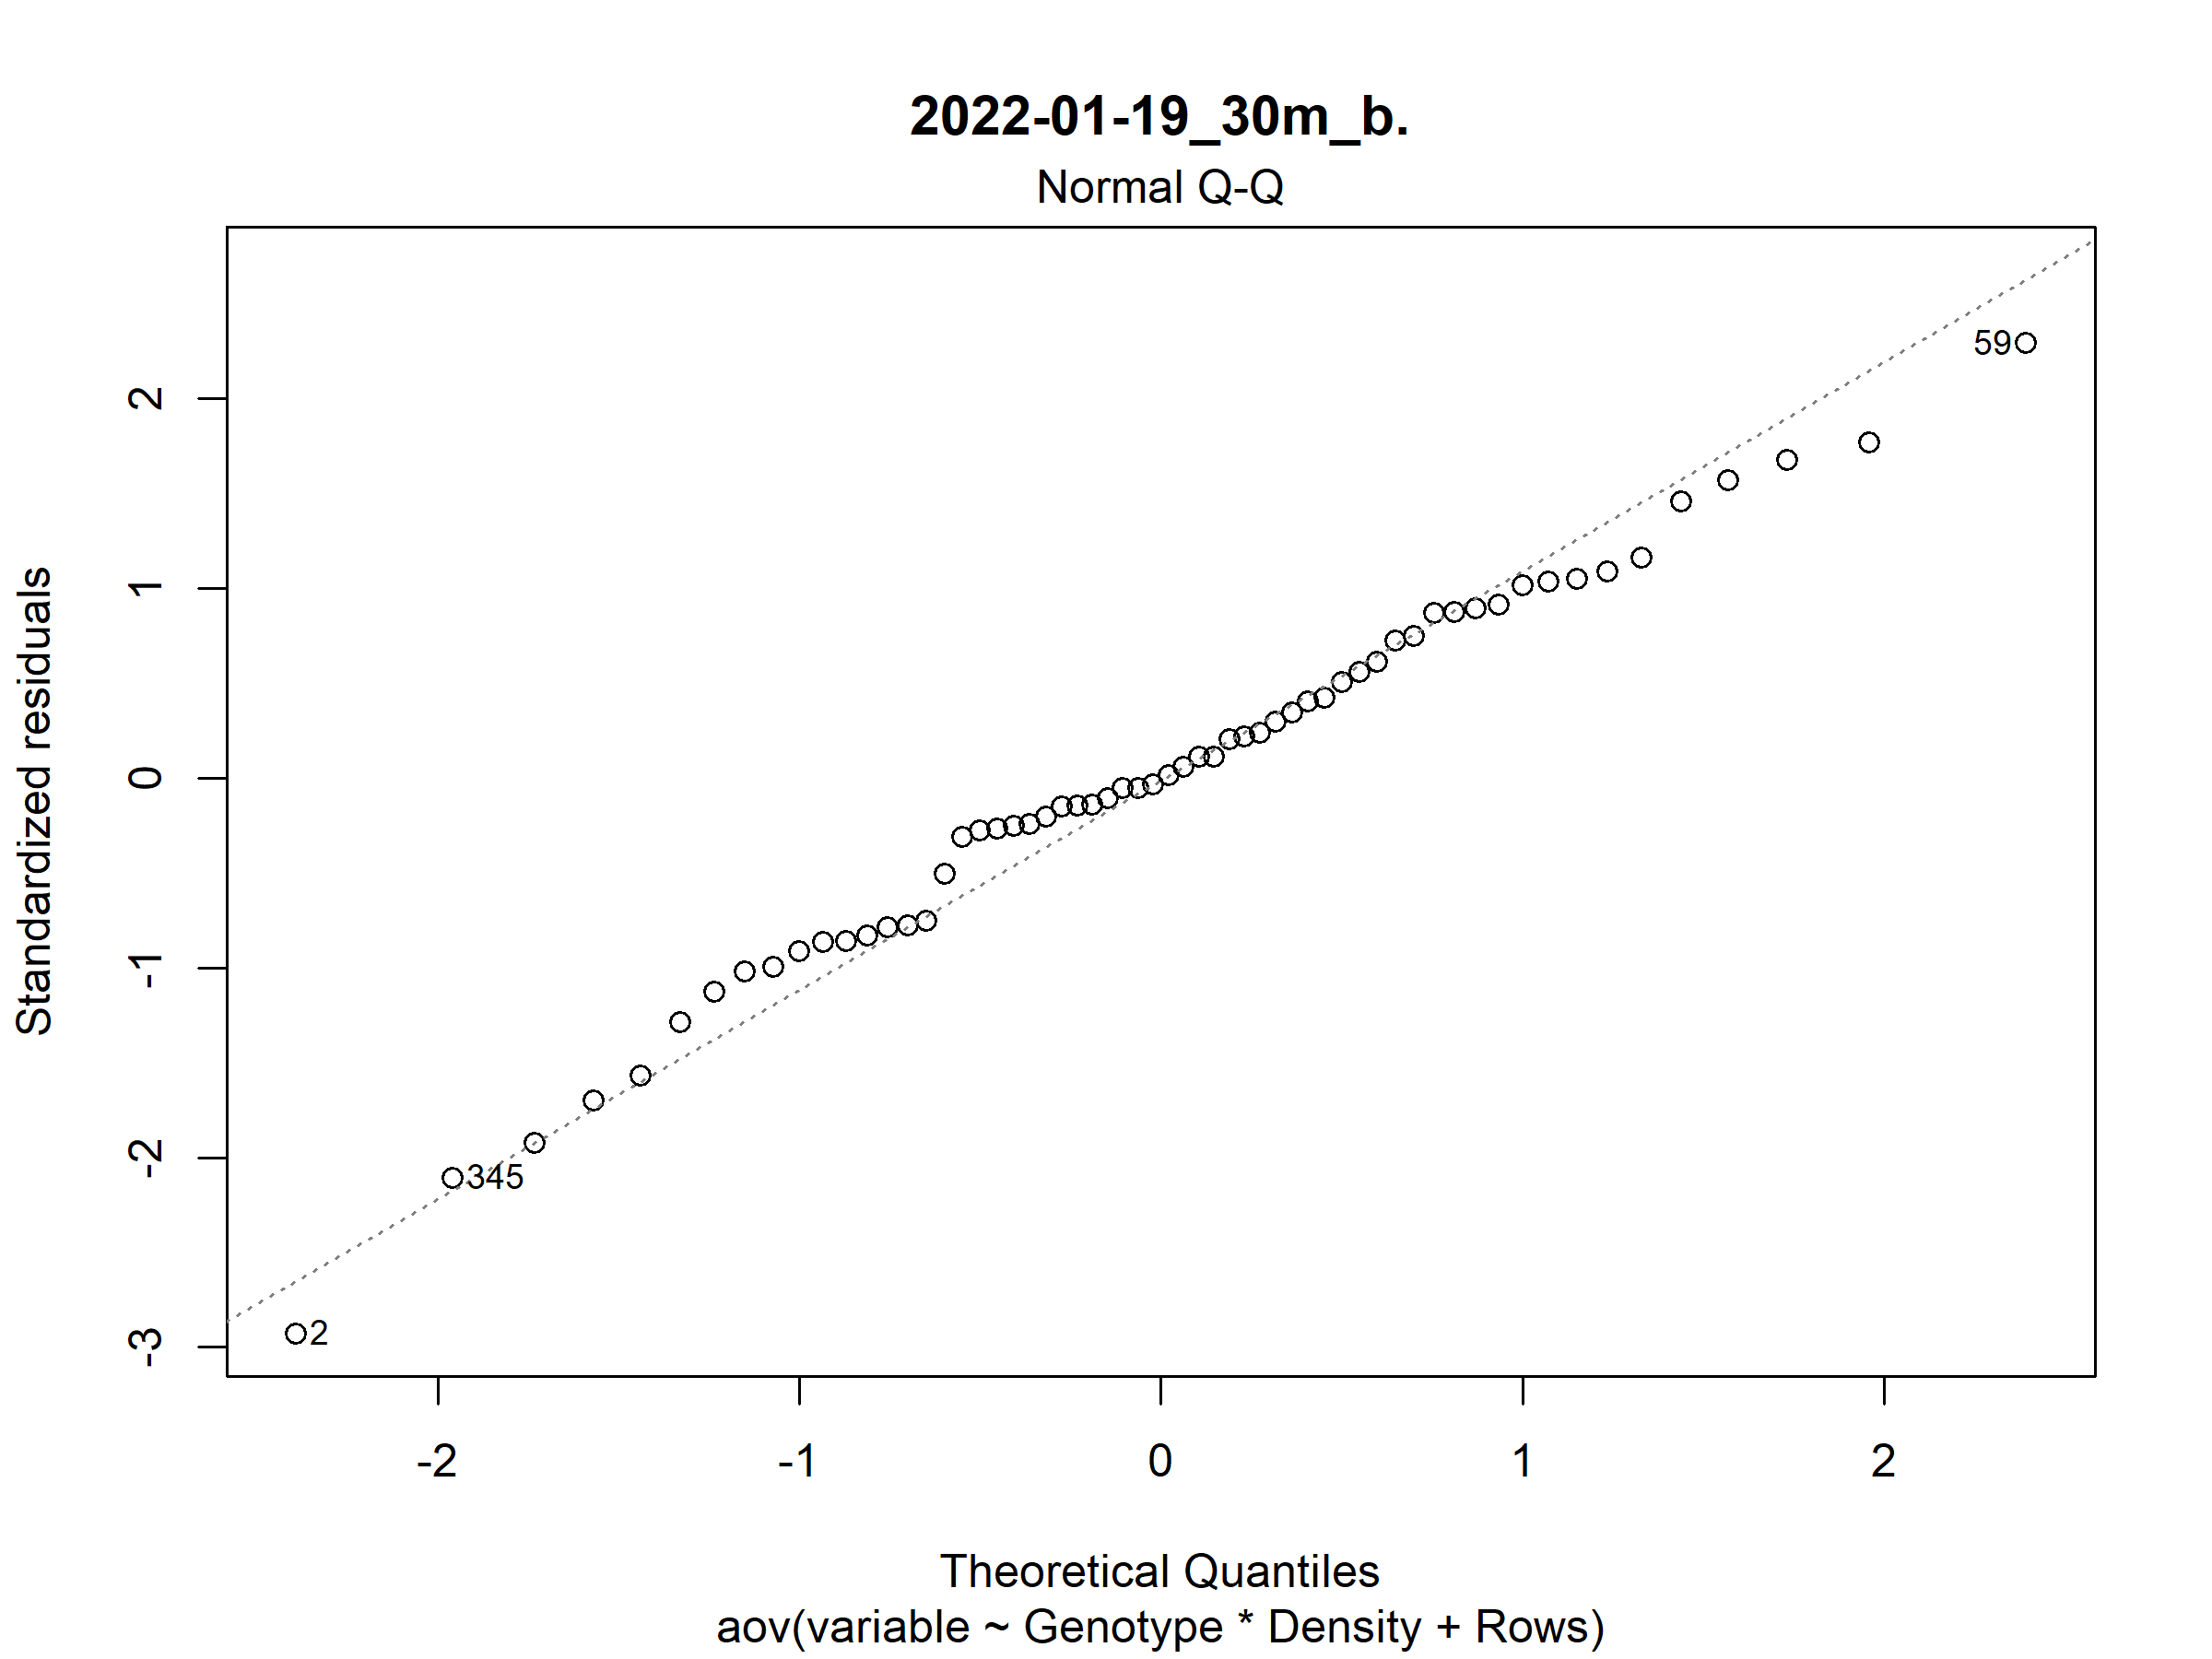 2022-01-19_30m_b.
Normal Q-Q
Standardized residuals
2
1
0
-1
-2
-3
59
345
2
-2
-1
0
1
2
Theoretical Quantiles
aov(variable ~ Genotype * Density + Rows)